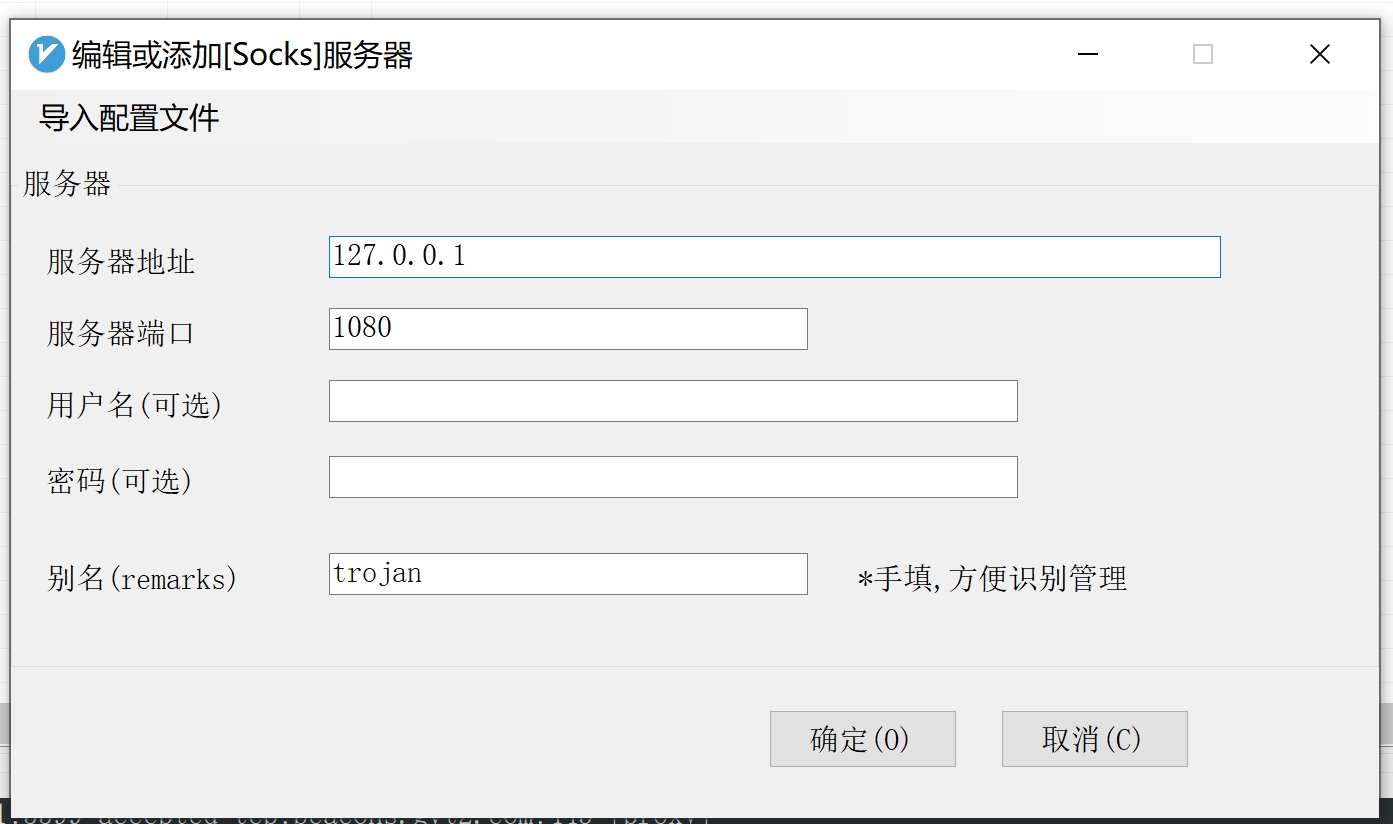 编辑或添加[Socks]服务器
导入配置文件
服务器
服务器地址 127.0.0.1
服务器端口 1080
用户名(可选)
密码(可选)
别名(remarks) trojan *手填,方便识别管理
确定(O) 取消(C)